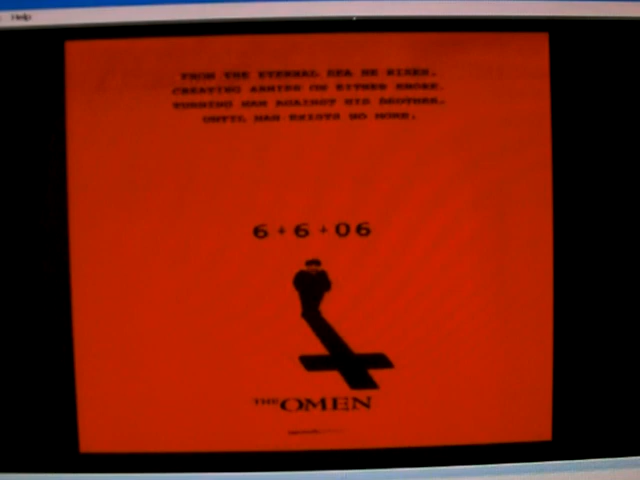 Help
FROM THE ETERNAL SEA HE RISES,
CREATING ARMIES ON EITHER SHORE,
TURNING MAN AGAINST HIS BROTHER,
UNTIL MAN EXISTS NO MORE.
6+6+06
THE OMEN